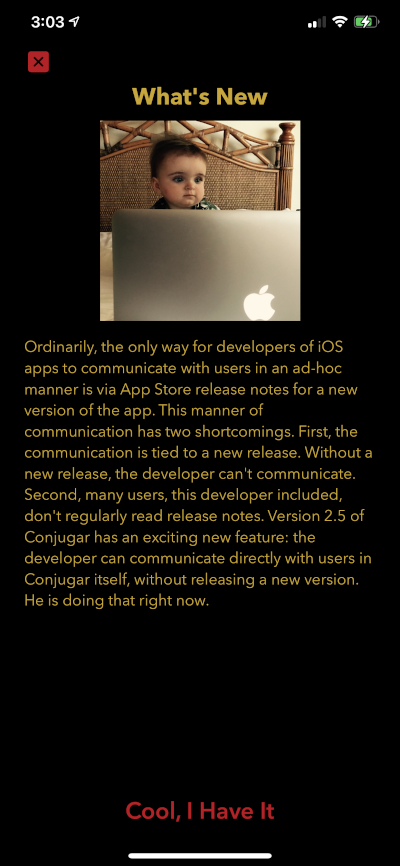 3:03
What's New
Ordinarily, the only way for developers of iOS
apps to communicate with users in an ad-hoc
manner is via App Store release notes for a new
version of the app. This manner of
communication has two shortcomings. First, the
communication is tied to a new release. Without a
new release, the developer can't communicate.
Second, many users, this developer included,
don't regularly read release notes. Version 2.5 of
Conjugar has an exciting new feature: the
developer can communicate directly with users in
Conjugar itself, without releasing a new version.
He is doing that right now.
Cool, I Have It